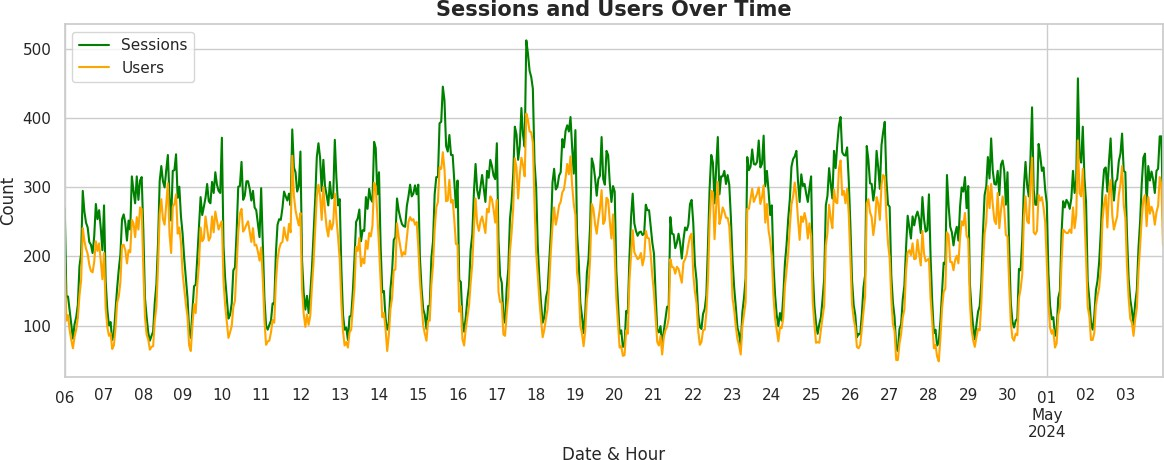 Sessions and Users Over Time
Sessions
Users
500
400
300
200
100
Count
06 07 08 09 10 11 12 13 14 15 16 17 18 19 20 21 22 23 24 25 26 27 28 29 30 01 02 03
May
2024
Date & Hour